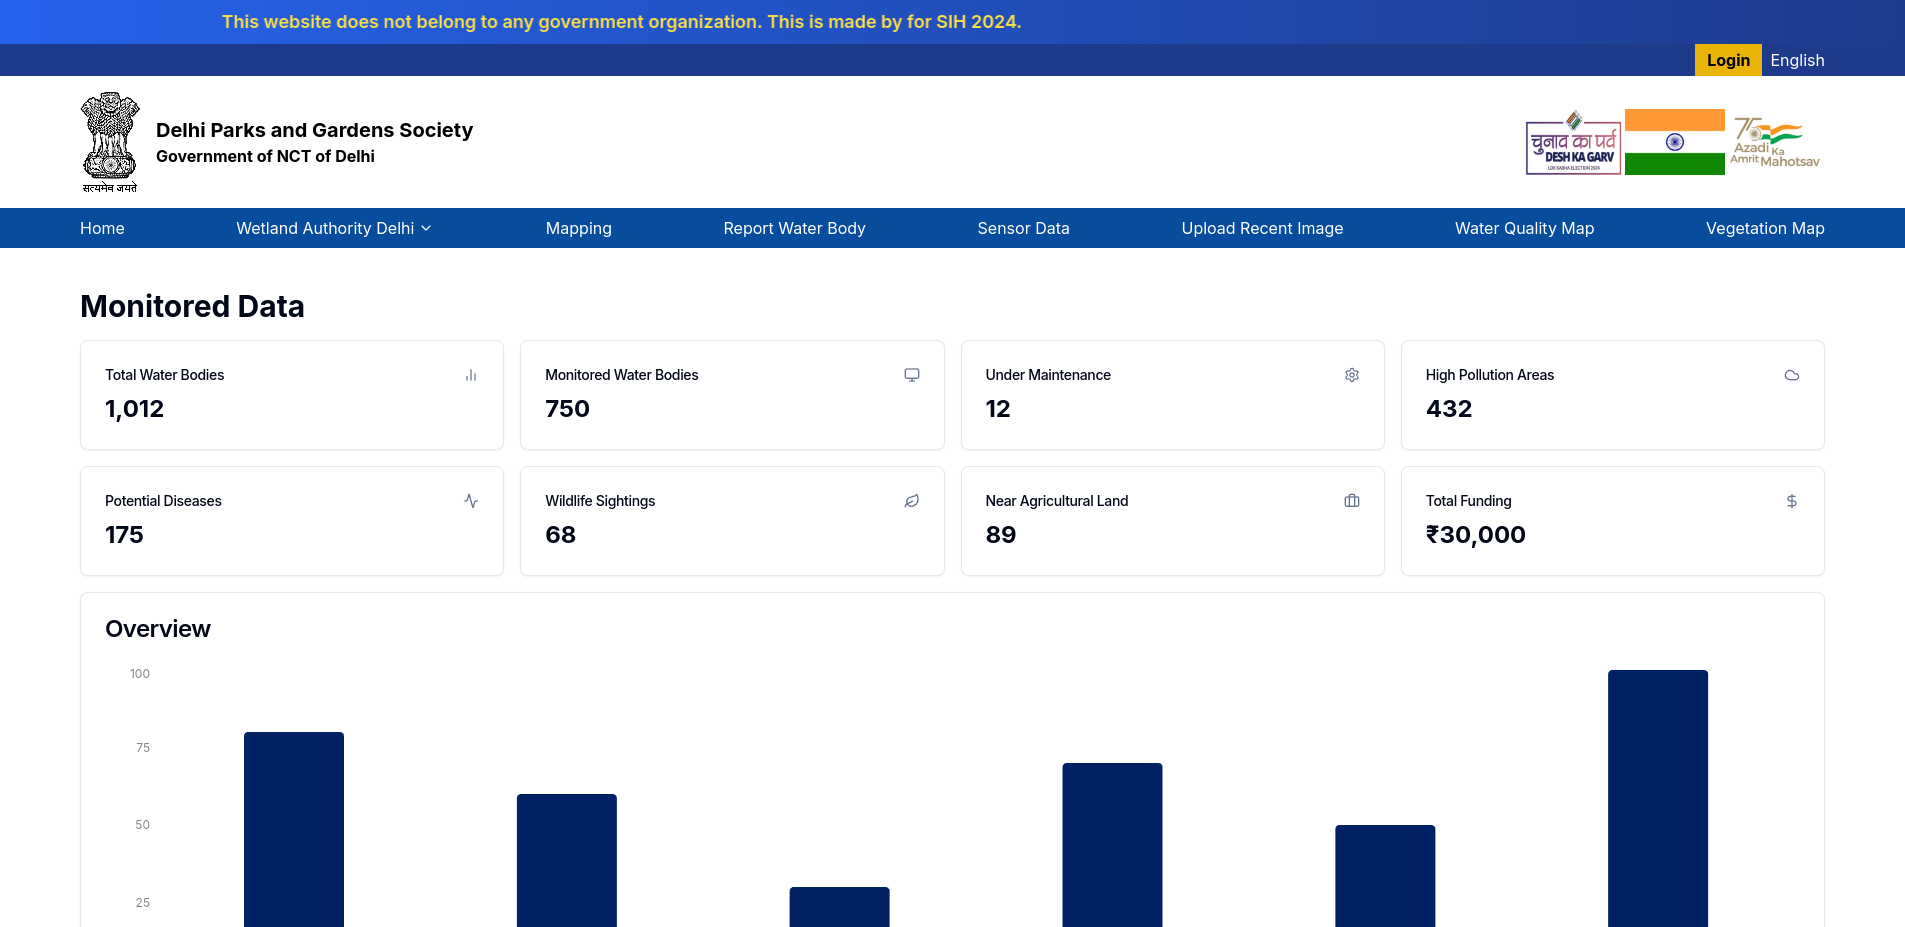 This website does not belong to any government organization. This is made by for SIH 2024.
Login English
सत्यमेव जयते
Delhi Parks and Gardens Society
Government of NCT of Delhi
चुनाव का पर्व
DESH KA GARV
LOK SABHA ELECTION 2024
75
Azadi Ka
Amrit Mahotsav
Home Wetland Authority Delhi Mapping Report Water Body Sensor Data Upload Recent Image Water Quality Map Vegetation Map
Monitored Data
Total Water Bodies
1,012
Monitored Water Bodies
750
Under Maintenance
12
High Pollution Areas
432
Potential Diseases
175
Wildlife Sightings
68
Near Agricultural Land
89
Total Funding
₹30,000
Overview
100
75
50
25